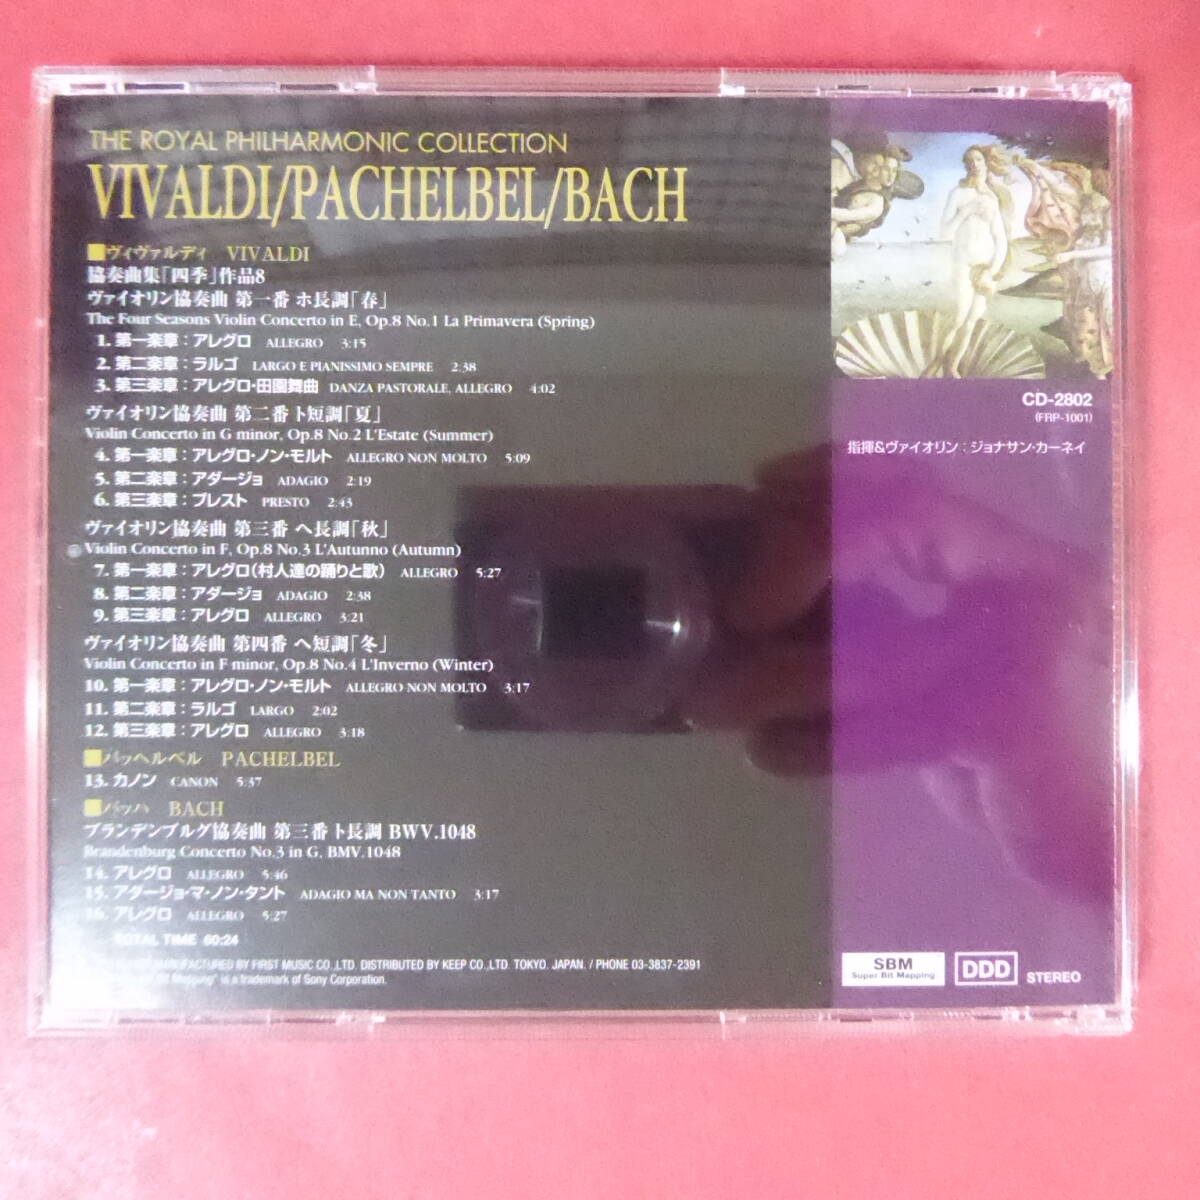 THE ROYAL PHILHARMONIC COLLECTION
VIVALDI/PACHELBEL/BACH
■ヴィヴァルディ VIVALDI
協奏曲集「四季」作品8
ヴァイオリン協奏曲 第一番 ホ長調「春」
The Four Seasons Violin Concerto in E, Op.8 No.1 La Primavera (Spring)
1. 第一楽章：アレグロ ALLEGRO 3:15
2. 第二楽章：ラルゴ LARGO E PIANISSIMO SEMPRE 2:38
3. 第三楽章：アレグロ・田園舞曲 DANZA PASTORALE, ALLEGRO 4:02
ヴァイオリン協奏曲 第二番 ト短調「夏」
Violin Concerto in G minor, Op.8 No.2 L'Estate (Summer)
4. 第一楽章：アレグロ・ノン・モルト ALLEGRO NON MOLTO 5:09
5. 第二楽章：アダージョ ADAGIO 2:19
6. 第三楽章：プレスト PRESTO 2:43
ヴァイオリン協奏曲 第三番 ヘ長調「秋」
Violin Concerto in F, Op.8 No.3 L'Autunno (Autumn)
7. 第一楽章：アレグロ（村人達の踊りと歌） ALLEGRO 5:27
8. 第二楽章：アダージョ ADAGIO 2:38
9. 第三楽章：アレグロ ALLEGRO 3:21
ヴァイオリン協奏曲 第四番 ヘ短調「冬」
Violin Concerto in F minor, Op.8 No.4 L'Inverno (Winter)
10. 第一楽章：アレグロ・ノン・モルト ALLEGRO NON MOLTO 3:17
11. 第二楽章：ラルゴ LARGO 2:02
12. 第三楽章：アレグロ ALLEGRO 3:18
■パッヘルベル PACHELBEL
13. カノン CANON 5:37
■バッハ BACH
ブランデンブルグ協奏曲 第三番 ト長調 BWV.1048
Brandenburg Concerto No.3 in G, BMV.1048
14. アレグロ ALLEGRO 5:46
15. アダージョ・マ・ノン・タント ADAGIO MA NON TANTO 3:17
16. アレグロ ALLEGRO 5:27
TOTAL TIME 60:24
MANUFACTURED BY FIRST MUSIC CO.,LTD. DISTRIBUTED BY KEEP CO.,LTD. TOKYO. JAPAN. / PHONE 03-3837-2391
is a trademark of Sony Corporation.
CD-2802
(FRP-1001)
指揮&ヴァイオリン：ジョナサン・カーネイ
SBM
Super Bit Mapping
DDD
STEREO